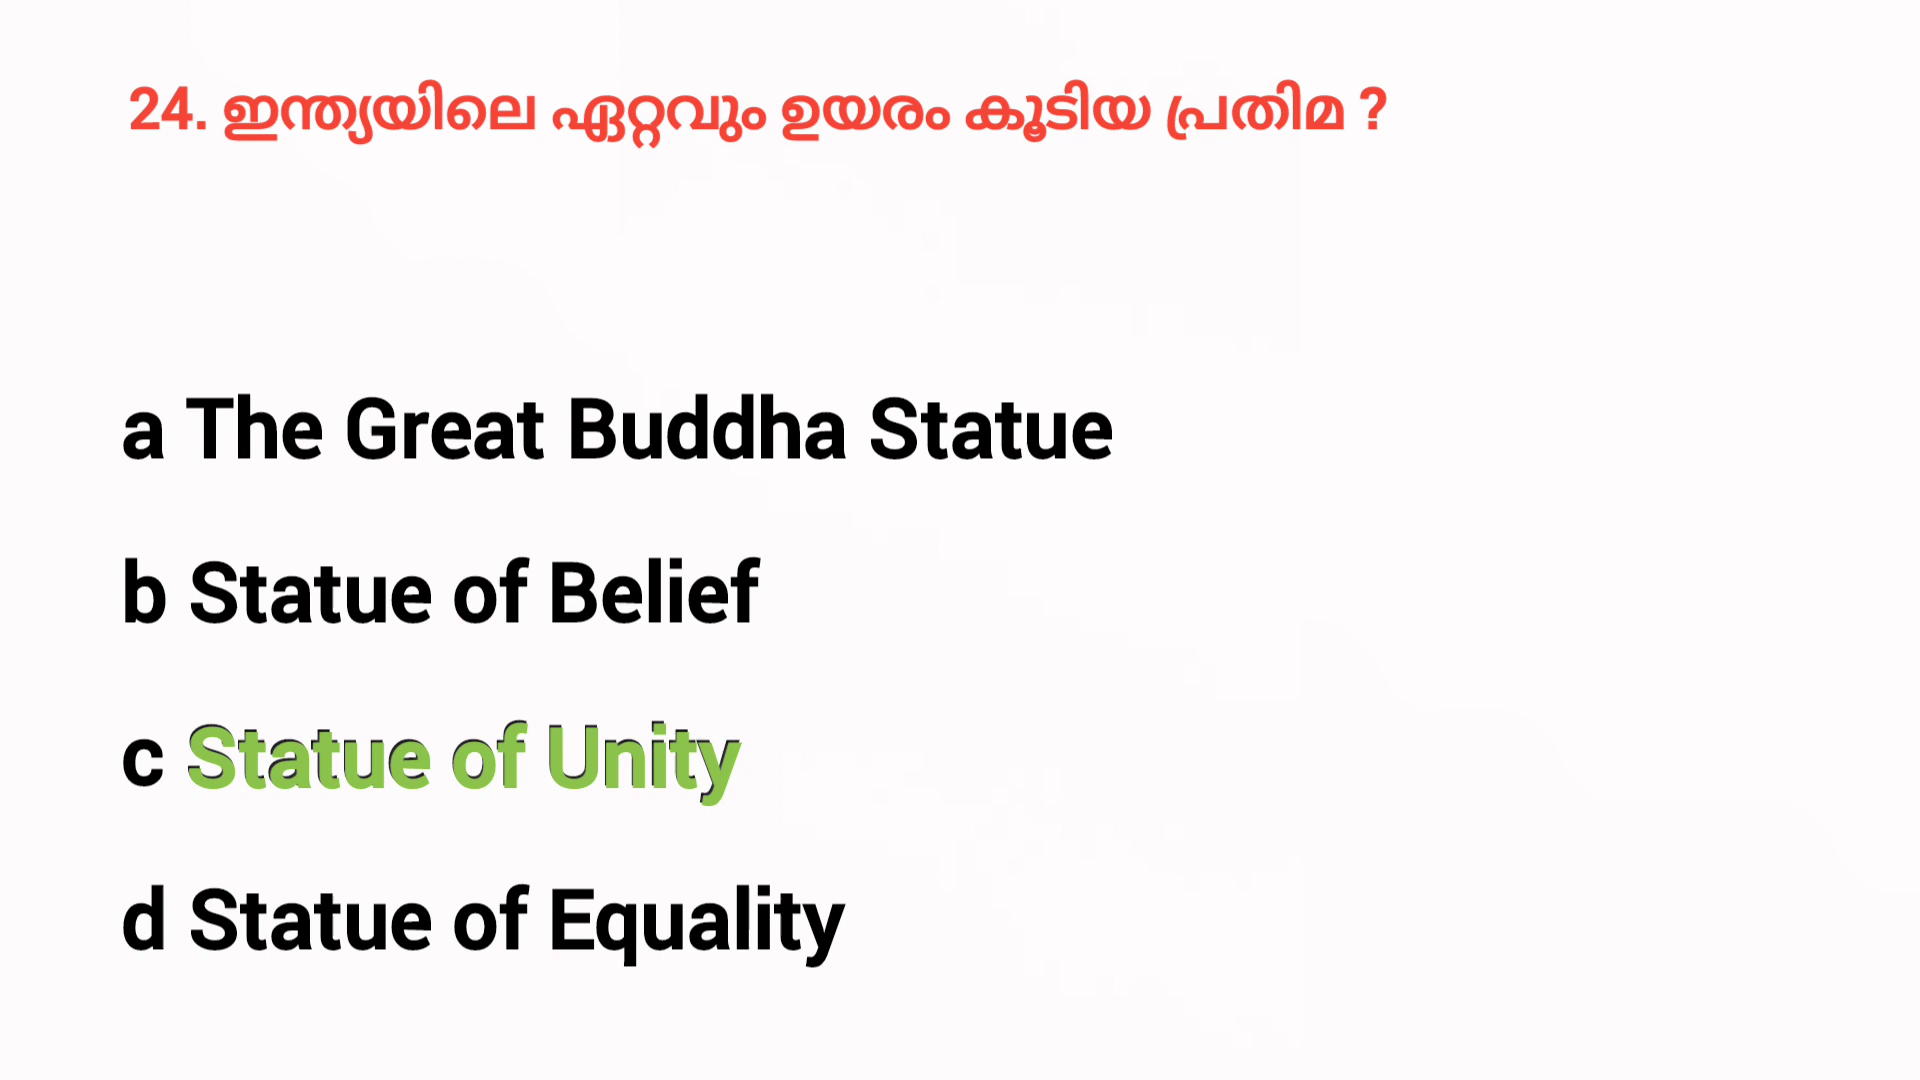 24. ഇന്ത്യയിലെ ഏറ്റവും ഉയരം കൂടിയ പ്രതിമ ?
a The Great Buddha Statue
b Statue of Belief
c Statue of Unity
d Statue of Equality